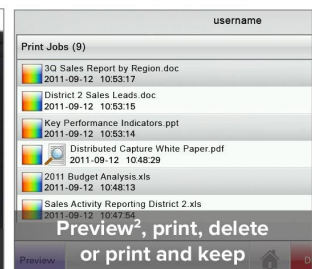 username
Print Jobs (9)
3Q Sales Report by Region.doc
2011-09-12 10:53:17
District 2 Sales Leads.doc
2011-09-12 10:53:15
Key Performance Indicators.ppt
2011-09-12 10:53:14
Distributed Capture White Paper.pdf
2011-09-12 10:48:29
2011 Budget Analysis.xls
2011-09-12 10:48:13
Sales Activity Reporting District 2.xls
2011-09-12 10:47:54
Preview², print, delete
or print and keep
Preview
D